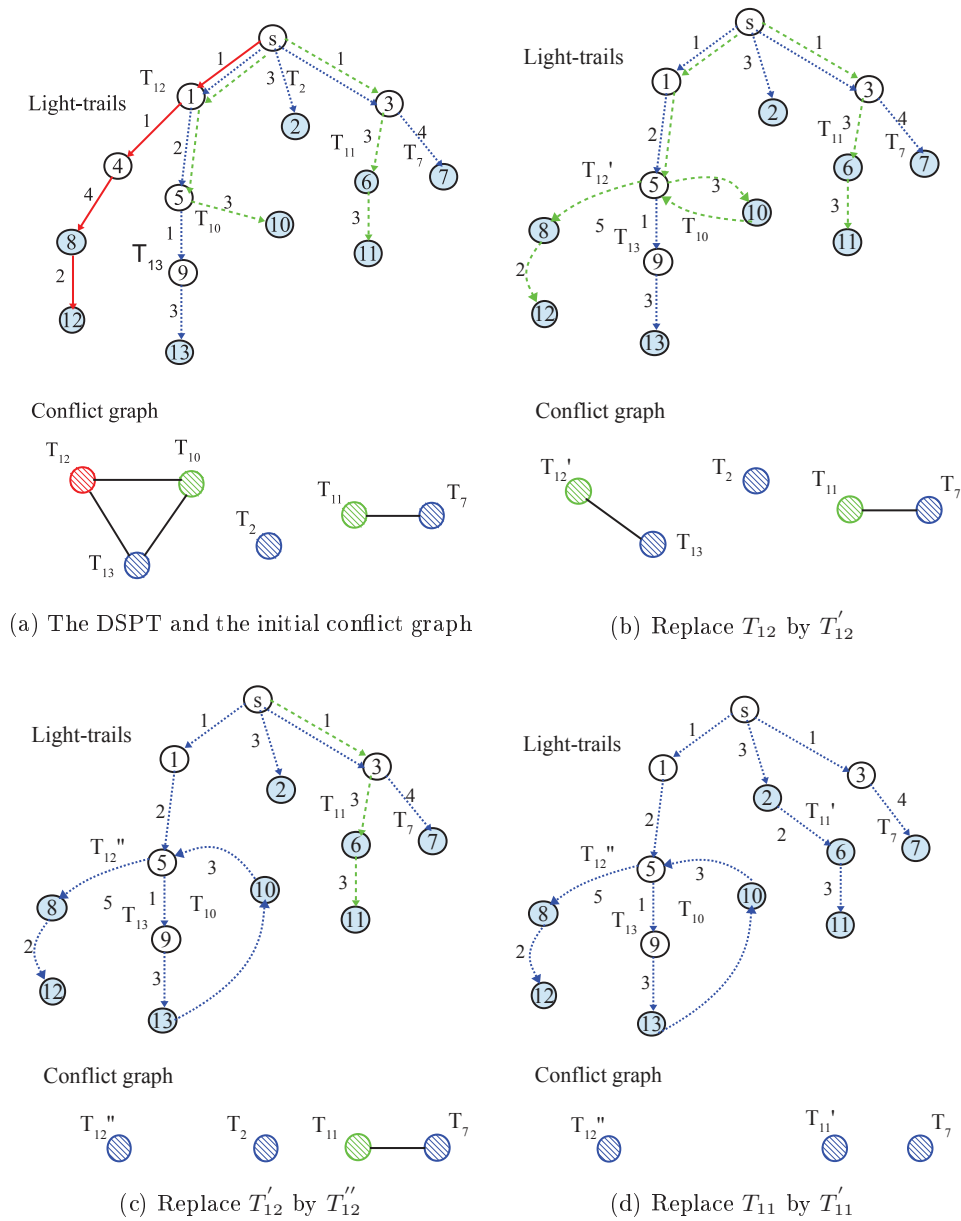 s
1
1
3
1
T12
T2
Light-trails
1
3
2
1
2
3
4
T11
T7
4
5
6
7
4
3
T10
10
8
1
3
T13
9
11
2
3
12
13
Conflict graph
T12
T10
T11
T7
T2
T13
(a) The DSPT and the initial conflict graph
s
1
3
1
Light-trails
1
3
2
2
T11
3
4
T7
T12'
5
3
6
7
10
8
5
T13
1
T10
3
11
9
2
3
12
13
Conflict graph
T12'
T2
T11
T7
T13
(b) Replace T′12 by T12
s
1
3
1
Light-trails
1
3
2
2
T11
3
4
T7
T12"
5
3
6
7
8
5
1
10
T13
T10
3
11
9
2
3
12
13
Conflict graph
T12"
T2
T11
T7
(c) Replace T′12 by T″12
s
1
3
1
Light-trails
1
3
2
2
T11'
4
T7
2
6
7
T12"
5
3
8
5
1
10
T13
T10
3
11
9
2
3
12
13
Conflict graph
T12"
T11'
T7
(d) Replace T11 by T′11